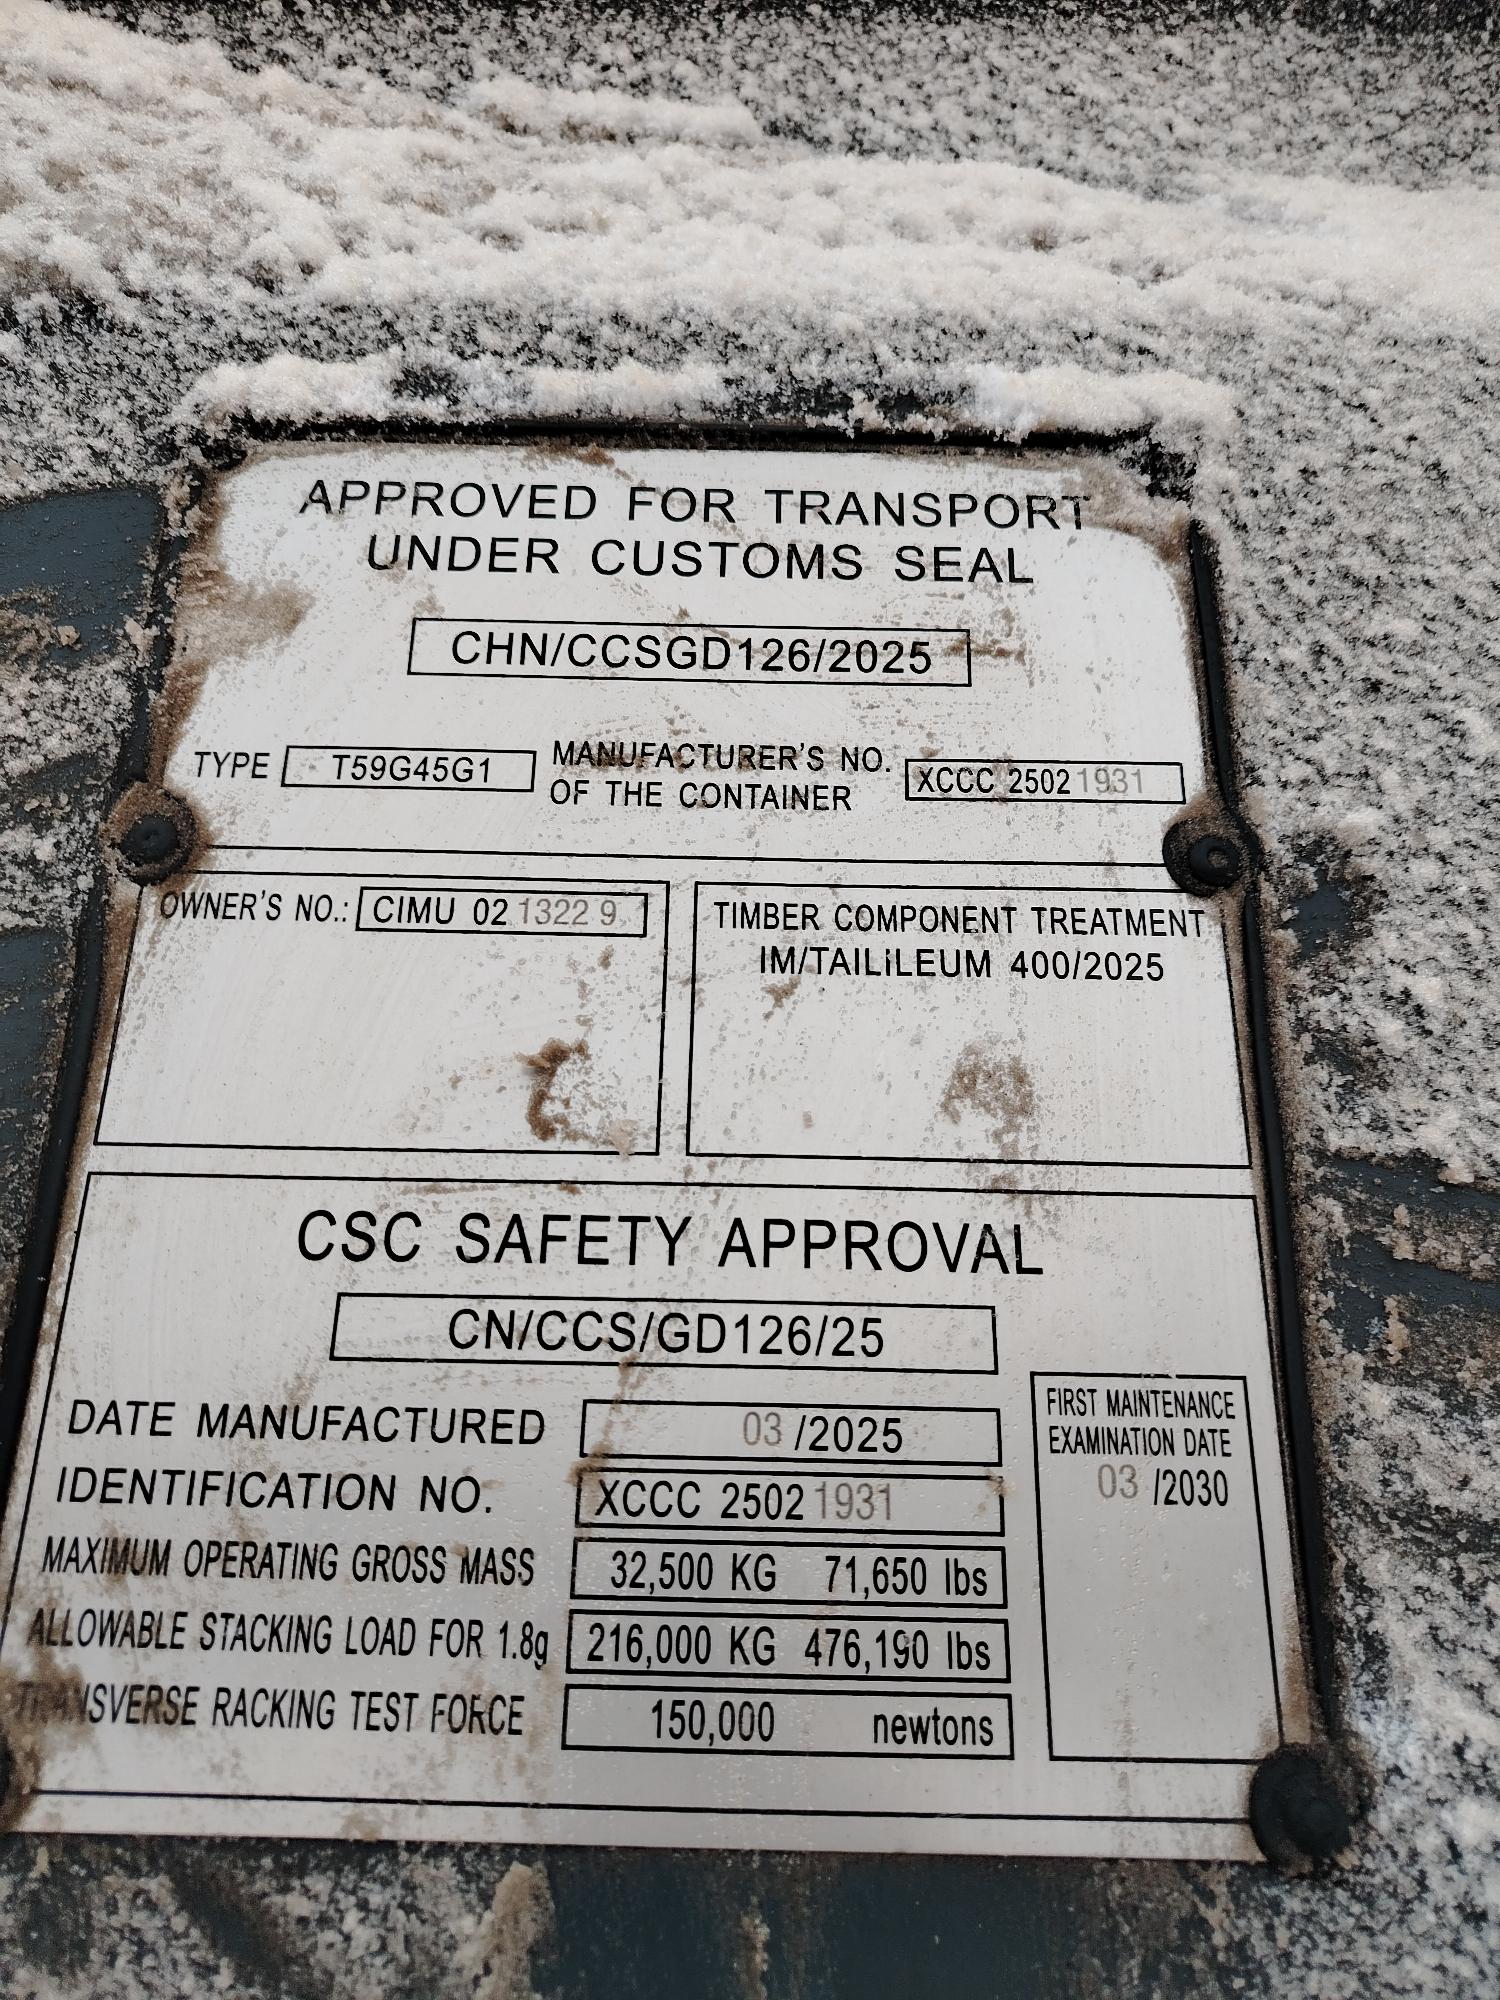 APPROVED FOR TRANSPORT
UNDER CUSTOMS SEAL
CHN/CCSGD126/2025
TYPE T59G45G1 MANUFACTURER'S NO. OF THE CONTAINER XCCC 25021931
OWNER'S NO.: CIMU 02 1322 9
TIMBER COMPONENT TREATMENT
IM/TAILiLEUM 400/2025
CSC SAFETY APPROVAL
CN/CCS/GD126/25
DATE MANUFACTURED 03 /2025
IDENTIFICATION NO. XCCC 2502 1931
MAXIMUM OPERATING GROSS MASS 32,500 KG 71,650 lbs
ALLOWABLE STACKING LOAD FOR 1.8g 216,000 KG 476,190 lbs
TRANSVERSE RACKING TEST FORCE 150,000 newtons
FIRST MAINTENANCE
EXAMINATION DATE
03 /2030